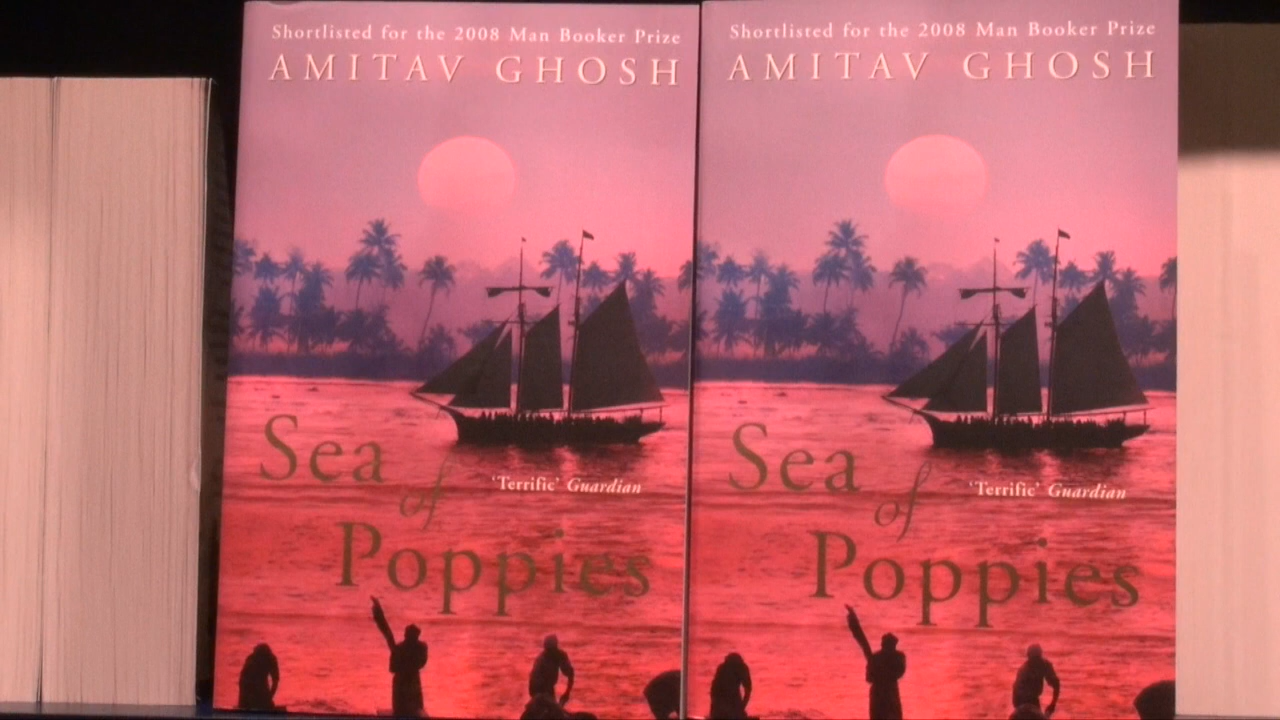 Shortlisted for the 2008 Man Booker Prize
AMITAV GHOSH
Sea
of
'Terrific' Guardian
Poppies
Shortlisted for the 2008 Man Booker Prize
AMITAV GHOSH
Sea
of
'Terrific' Guardian
Poppies